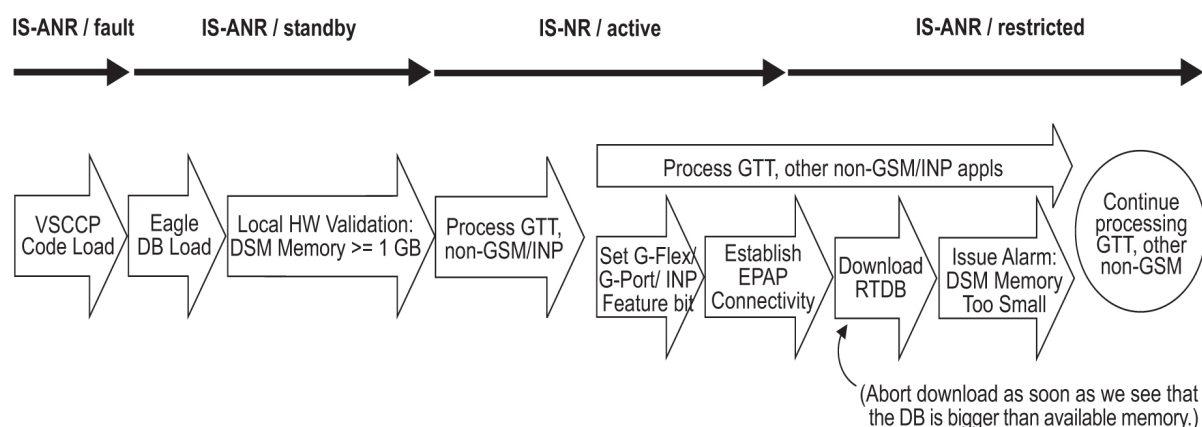 IS-ANR / fault
IS-ANR / standby
IS-NR / active
IS-ANR / restricted
VSCCP
Code Load
Eagle
DB Load
Local HW Validation:
DSM Memory >= 1 GB
Process GTT,
non-GSM/INP
Process GTT, other non-GSM/INP appls
Set G-Flex/
G-Port/ INP
Feature bit
Establish
EPAP
Connectivity
Download
RTDB
Issue Alarm:
DSM Memory
Too Small
Continue
processing
GTT, other
non-GSM
(Abort download as soon as we see that
the DB is bigger than available memory.)